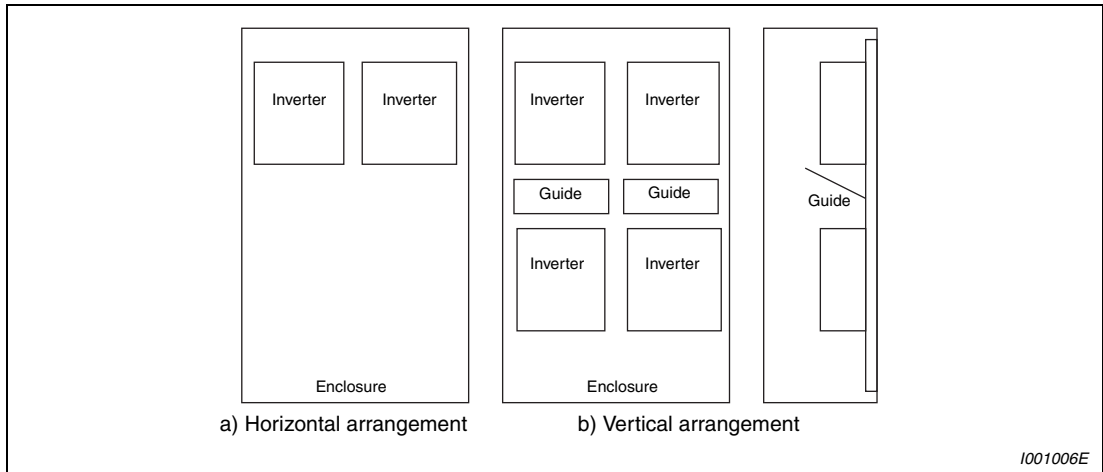 Inverter
Inverter
Enclosure
a) Horizontal arrangement
Inverter
Inverter
Guide
Guide
Inverter
Inverter
Enclosure
Guide
b) Vertical arrangement
I001006E